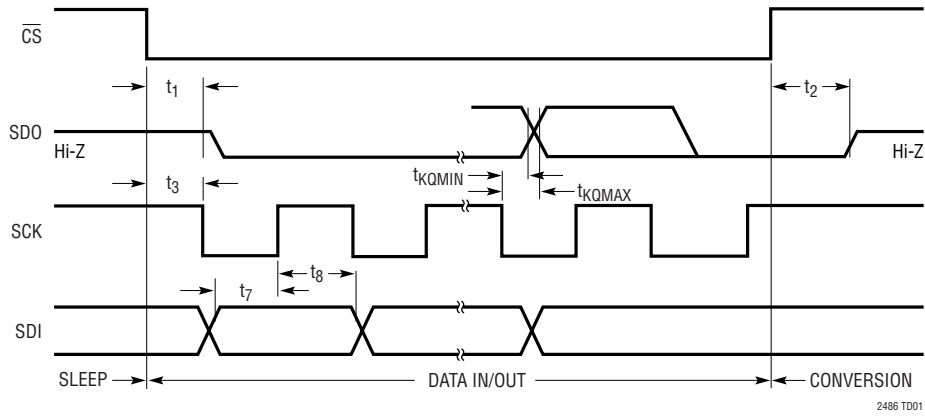 CS
t1
t2
SDO
Hi-Z
Hi-Z
tKQMIN
t3
tKQMAX
SCK
t8
t7
SDI
SLEEP
DATA IN/OUT
CONVERSION
2486 TD01